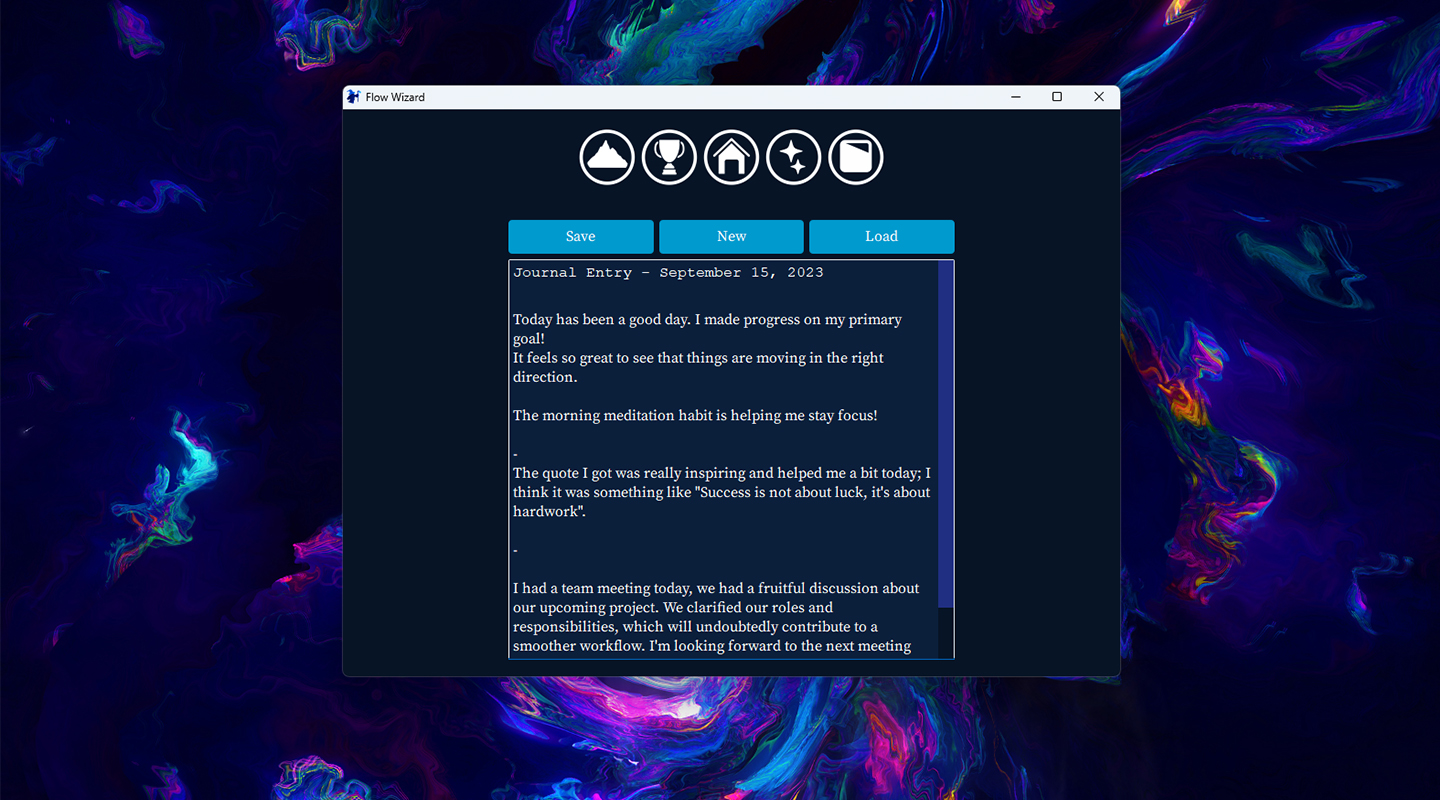 Flow Wizard
Save New Load
Journal Entry - September 15, 2023
Today has been a good day. I made progress on my primary
goal!
It feels so great to see that things are moving in the right
direction.
The morning meditation habit is helping me stay focus!
-
The quote I got was really inspiring and helped me a bit today; I
think it was something like "Success is not about luck, it's about
hardwork".
-
I had a team meeting today, we had a fruitful discussion about
our upcoming project. We clarified our roles and
responsibilities, which will undoubtedly contribute to a
smoother workflow. I'm looking forward to the next meeting